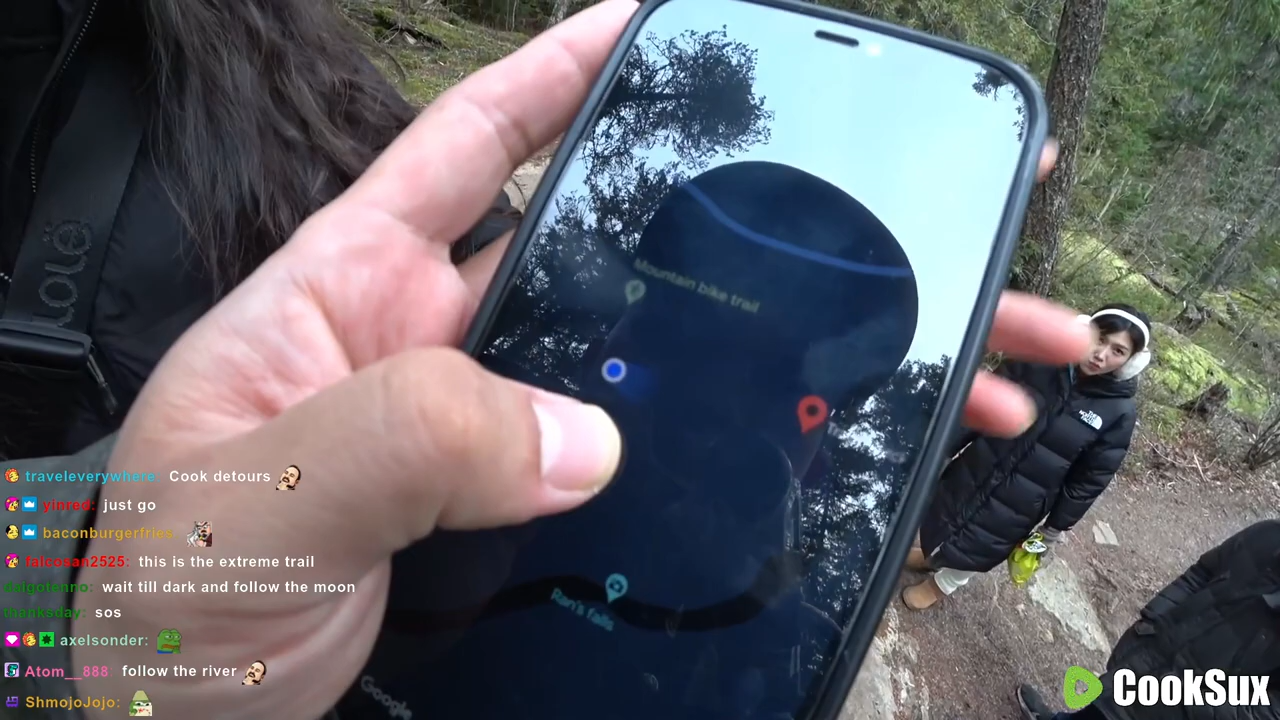 Mountain bike trail
Ran's falls
Google
THE NORTH FACE
traveleverywhere: Cook detours
yinred: just go
baconburgerfries
falcosan2525: this is the extreme trail
wait till dark and follow the moon
thanksday: sos
axelsonder:
Atom__888: follow the river
ShmojoJojo:
CookSux